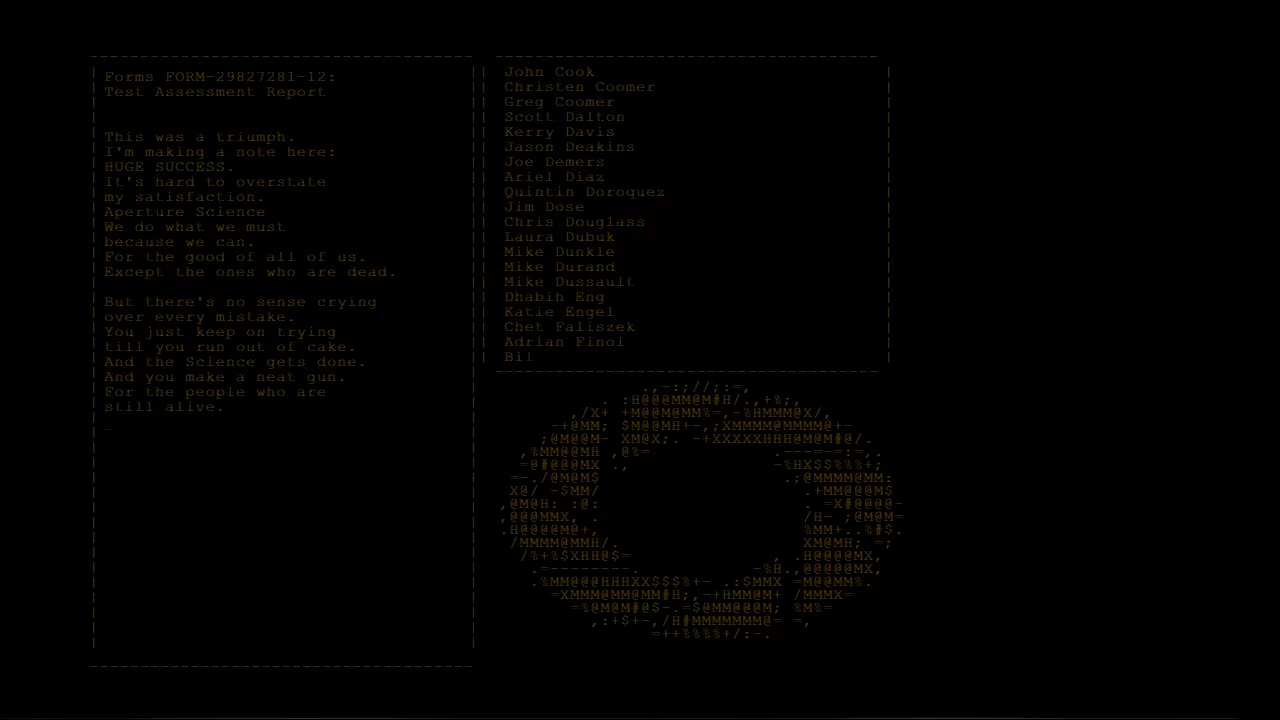 Forms FORM-29827281-12:
Test Assessment Report
This was a triumph.
I'm making a note here:
HUGE SUCCESS.
It's hard to overstate
my satisfaction.
Aperture Science
We do what we must
because we can.
For the good of all of us.
Except the ones who are dead.
But there's no sense crying
over every mistake.
You just keep on trying
till you run out of cake.
And the Science gets done.
And you make a neat gun.
For the people who are
still alive.
John Cook
Christen Coomer
Greg Coomer
Scott Dalton
Kerry Davis
Jason Deakins
Joe Demers
Ariel Diaz
Quintin Doroquez
Jim Dose
Chris Douglass
Laura Dubuk
Mike Dunkle
Mike Durand
Mike Dussault
Dhabih Eng
Katie Engel
Chet Faliszek
Adrian Finol
Bil